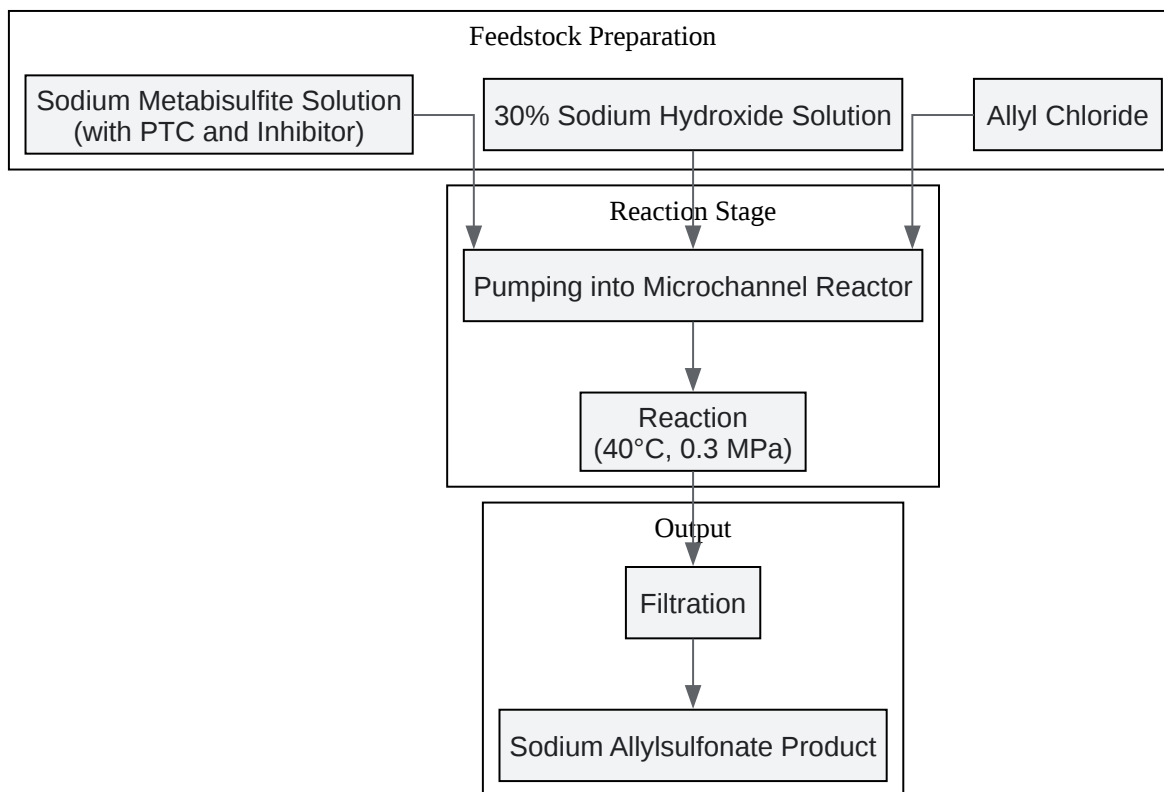 Feedstock Preparation
Sodium Metabisulfite Solution
(with PTC and Inhibitor)
30% Sodium Hydroxide Solution
Allyl Chloride
Reaction Stage
Pumping into Microchannel Reactor
Reaction
(40°C, 0.3 MPa)
Output
Filtration
Sodium Allylsulfonate Product